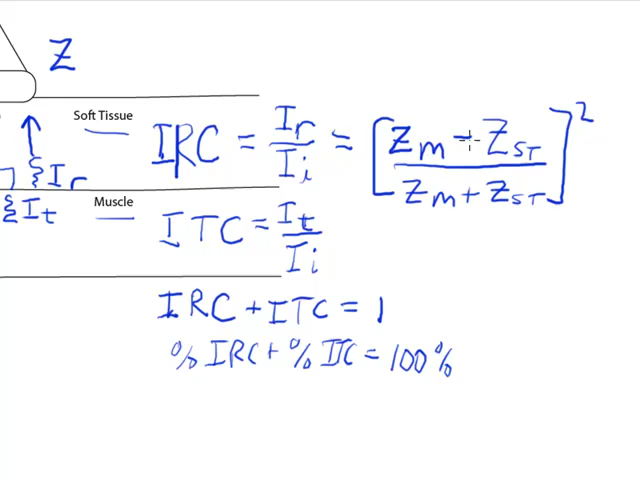 Z
Soft Tissue
IRC = Ir/Ii = [(Zm - ZST)/(Zm + ZST)]²
Ir
Muscle
It
ITC = It/Ii
IRC + ITC = 1
% IRC + % ITC = 100%